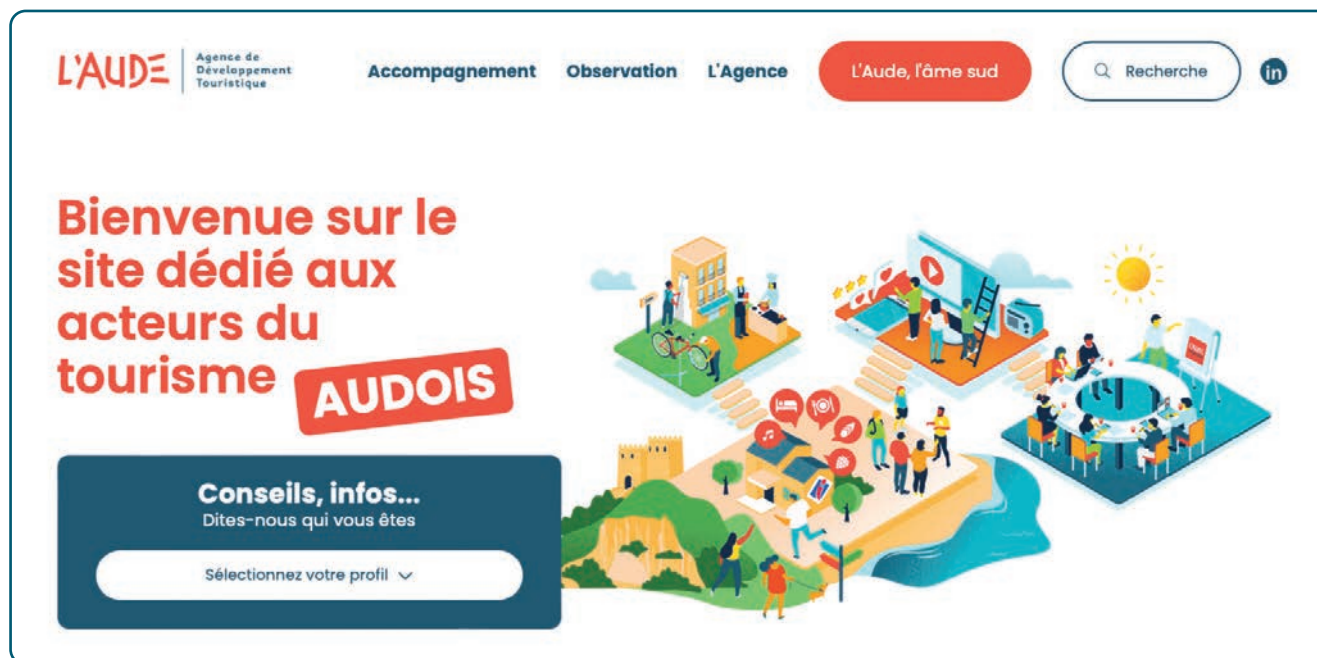 L'AUDE
Agence de
Développement
Touristique
Accompagnement
Observation
L'Agence
L'Aude, l'âme sud
Recherche
in
Bienvenue sur le
site dédié aux
acteurs du
tourisme AUDOIS
Conseils, infos...
Dites-nous qui vous êtes
Sélectionnez votre profil